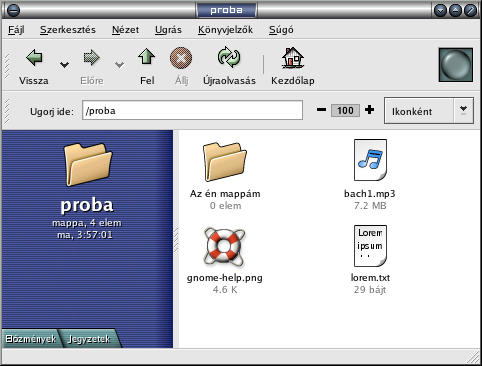 proba
Fájl Szerkesztés Nézet Ugrás Könyvjelzők Súgó
Vissza Előre Fel Állj Újraolvasás Kezdőlap
Ugorj ide: /proba 100 Ikonként
proba
mappa, 4 elem
ma, 3:57:01
Az én mappám
0 elem
bach1.mp3
7.2 MB
gnome-help.png
4.6 K
Lorem
ipsum
lorem.txt
29 bájt
Előzmények Jegyzetek